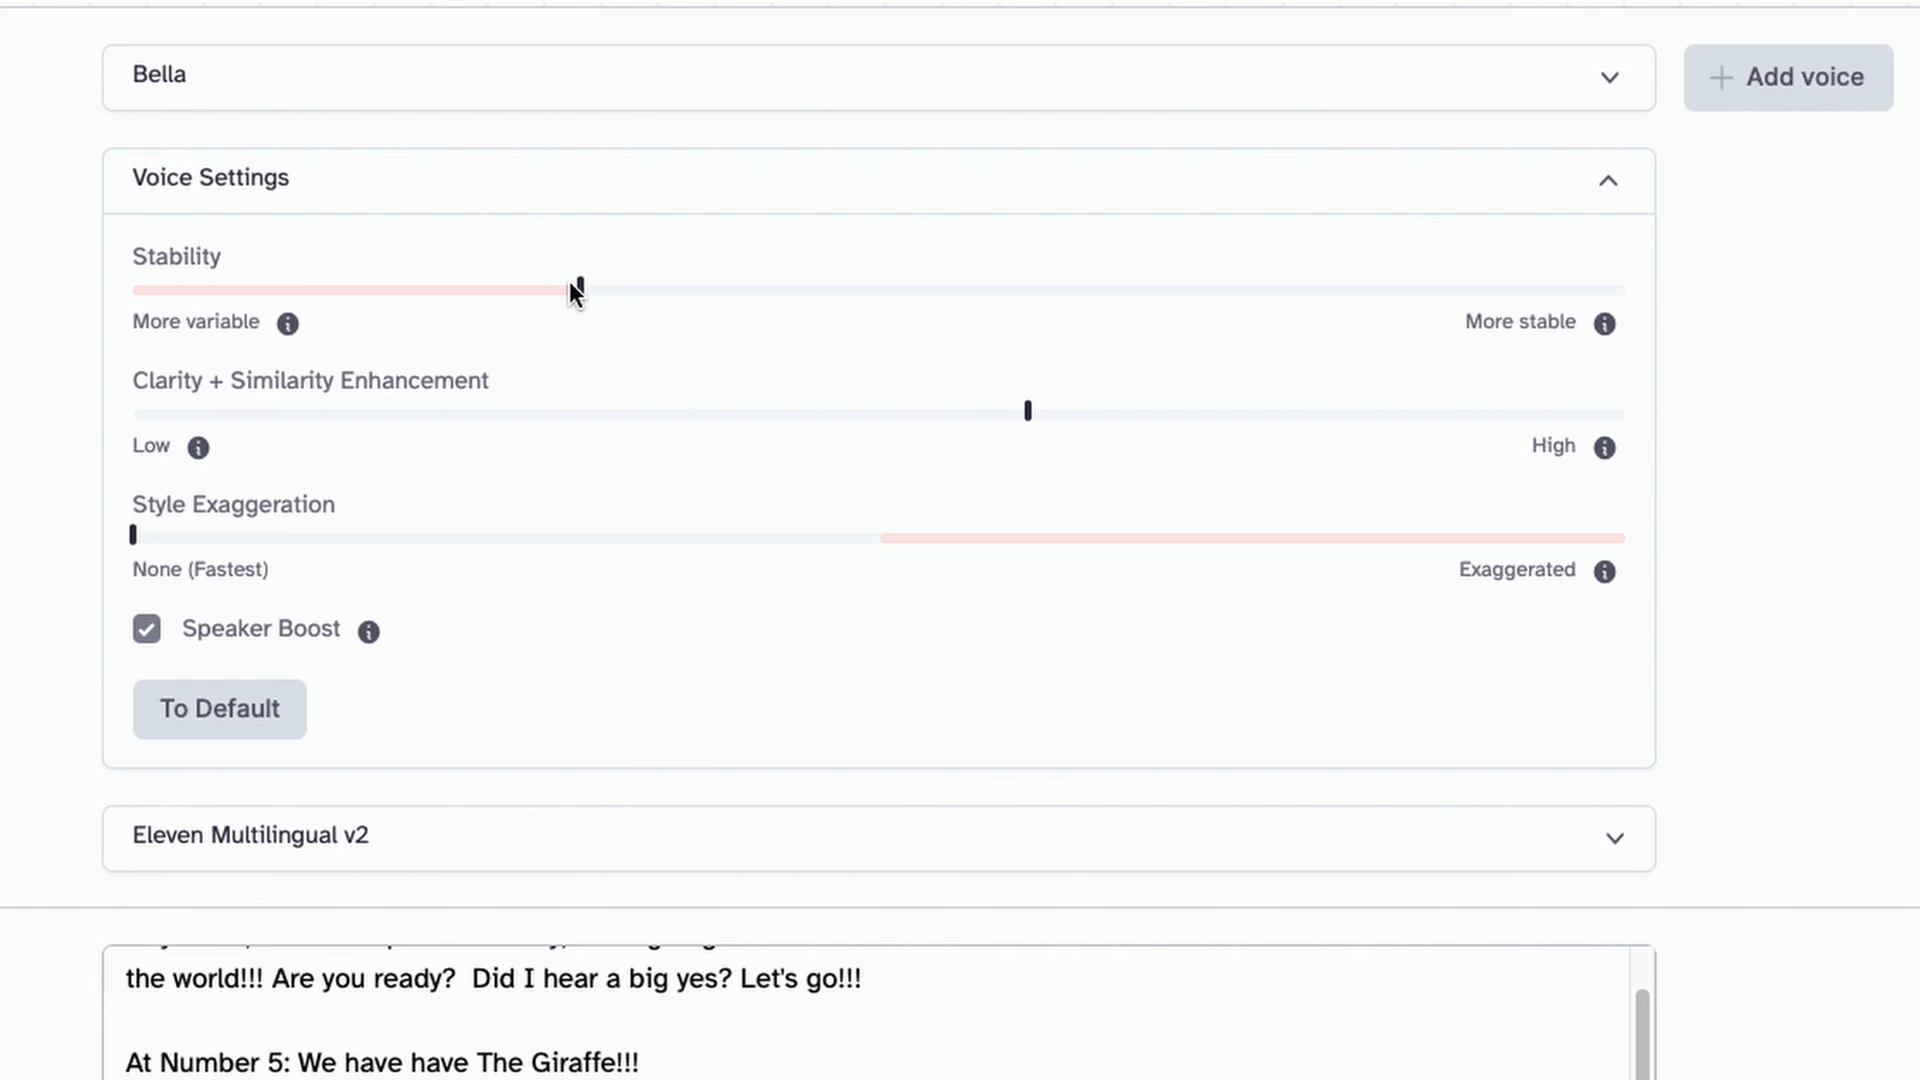 Bella
+ Add voice
Voice Settings
Stability
More variable
More stable
Clarity + Similarity Enhancement
Low
High
Style Exaggeration
None (Fastest)
Exaggerated
Speaker Boost
To Default
Eleven Multilingual v2
the world!!! Are you ready?  Did I hear a big yes? Let's go!!!
At Number 5: We have have The Giraffe!!!